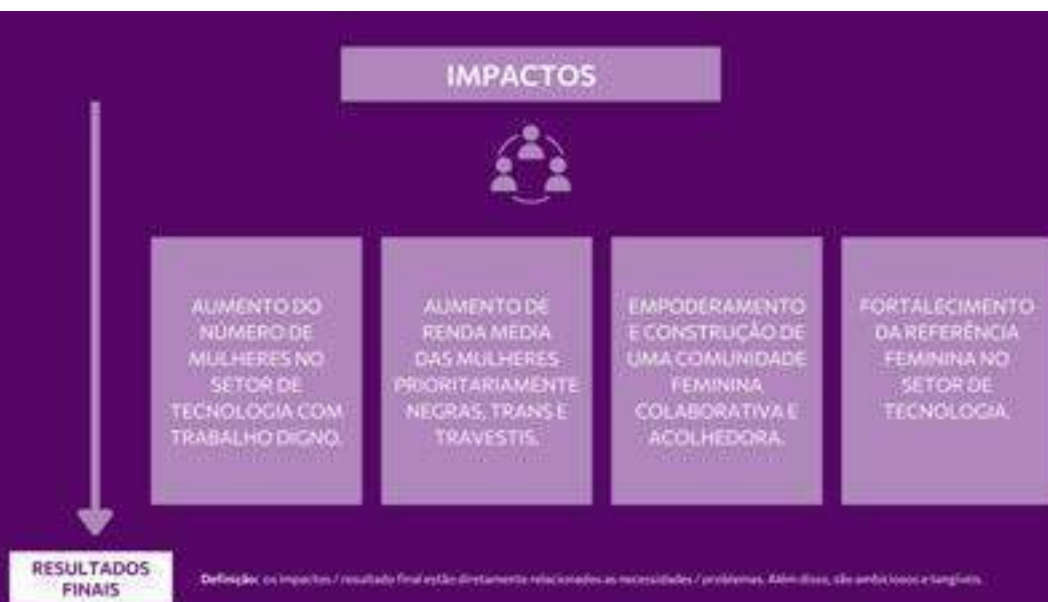 IMPACTOS
AUMENTO DO
NÚMERO DE
MULHERES NO
SETOR DE
TECNOLOGIA COM
TRABALHO DIGNO.
AUMENTO DE
RENDA MÉDIA
DAS MULHERES
PRIORITARIAMENTE
NEGRAS, TRANS E
TRAVESTIS.
EMPODERAMENTO
E CONSTRUÇÃO DE
UMA COMUNIDADE
FEMININA
COLABORATIVA E
ACOLHEDORA.
FORTALECIMENTO
DA REFERÊNCIA
FEMININA NO
SETOR DE
TECNOLOGIA.
RESULTADOS
FINAIS
Definição: os impactos / resultado final estão diretamente relacionados as necessidades / problemas. Além disso, são ambiciosos e tangíveis.